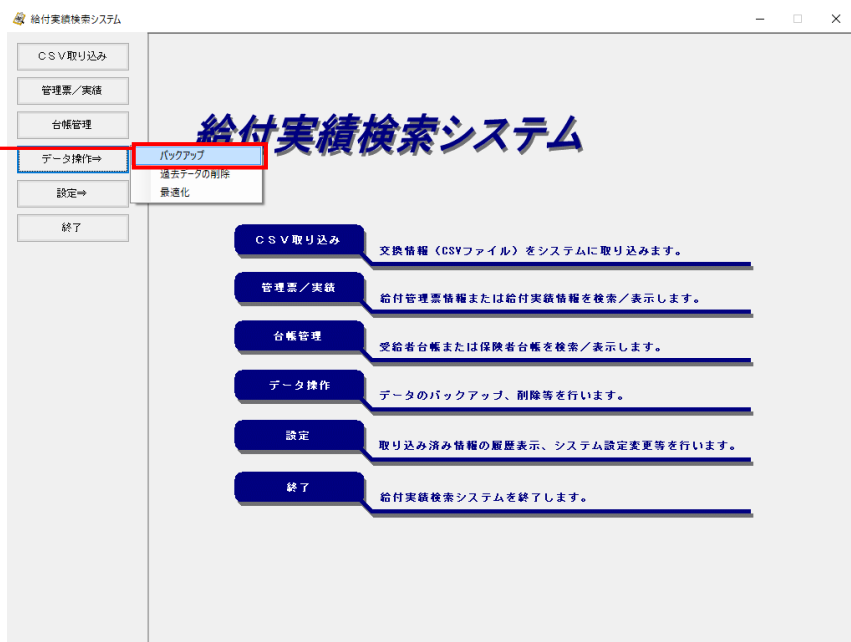 給付実績検索システム
CSV取り込み
管理票／実績
台帳管理
データ操作⇒
設定⇒
終了
バックアップ
過去データの削除
最適化
給付実績検索システム
CSV取り込み
交換情報（CSVファイル）をシステムに取り込みます。
管理票／実績
給付管理票情報または給付実績情報を検索／表示します。
台帳管理
受給者台帳または保険者台帳を検索／表示します。
データ操作
データのバックアップ、削除等を行います。
設定
取り込み済み情報の履歴表示、システム設定変更等を行います。
終了
給付実績検索システムを終了します。